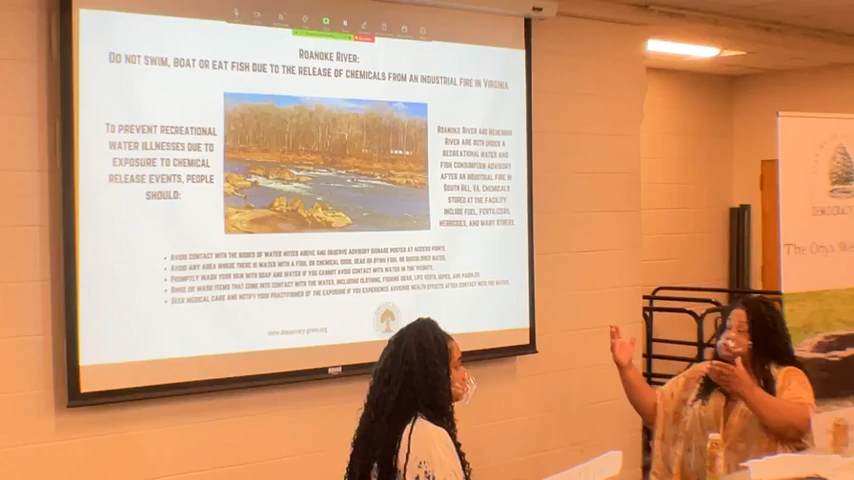 ROANOKE RIVER:
DO NOT SWIM, BOAT OR EAT FISH DUE TO THE RELEASE OF CHEMICALS FROM AN INDUSTRIAL FIRE IN VIRGINIA
TO PREVENT RECREATIONAL
WATER ILLNESSES DUE TO
EXPOSURE TO CHEMICAL
RELEASE EVENTS, PEOPLE
SHOULD:
ROANOKE RIVER AND
RIVER ARE BOTH UNDER A
RECREATIONAL WATER AND
FISH CONSUMPTION ADVISORY
AFTER AN INDUSTRIAL FIRE IN
SOUTH HILL, VA. CHEMICALS
STORED AT THE FACILITY
INCLUDE FUEL, FERTILIZERS,
HERBICIDES, AND MANY OTHERS.
• AVOID CONTACT WITH THE BODIES OF WATER NOTED ABOVE AND OBSERVE ADVISORY SIGNAGE POSTED AT ACCESS POINTS.
• AVOID ANY AREA WHERE THERE IS WATER WITH A FOUL OR CHEMICAL ODOR, DEAD OR DYING FISH, OR DISCOLORED WATER.
• PROMPTLY WASH YOUR SKIN WITH SOAP AND WATER IF YOU CANNOT AVOID CONTACT WITH WATER IN THE VICINITY.
• RINSE OR WASH ITEMS THAT COME INTO CONTACT WITH THE WATER, INCLUDING CLOTHING, FISHING GEAR, LIFE VESTS, ROPES, AND PADDLES.
• SEEK MEDICAL CARE AND NOTIFY YOUR PRACTITIONER OF THE EXPOSURE IF YOU EXPERIENCE ADVERSE HEALTH EFFECTS AFTER CONTACT WITH THE WATER.
www.democracy-green.org
DEMOCRACY
The Onyx